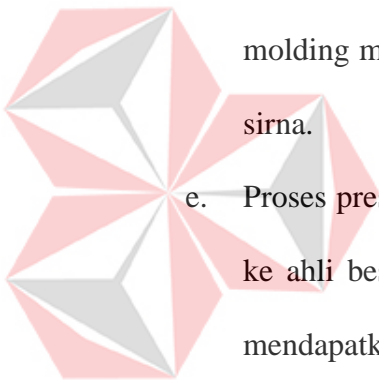 molding m
sirna.
e. Proses pre
ke ahli be
mendapatk